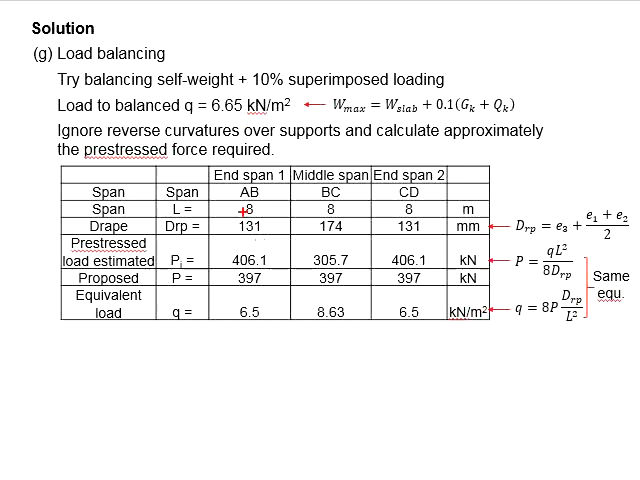 Solution
(g) Load balancing
Try balancing self-weight + 10% superimposed loading
Load to balanced q = 6.65 kN/m² ← W_max = W_slab + 0.1(G_k + Q_k)
Ignore reverse curvatures over supports and calculate approximately
the prestressed force required.
End span 1 Middle span End span 2
Span Span AB BC CD
Span L = 8 8 8 m
Drape Drp = 131 174 131 mm ← D_rp = e_3 + (e_1 + e_2)/2
Prestressed
load estimated P_i = 406.1 305.7 406.1 kN ← P = qL²/8D_rp
Proposed P = 397 397 397 kN
Equivalent
load q = 6.5 8.63 6.5 kN/m² ← q = 8P D_rp/L²
Same
equ.